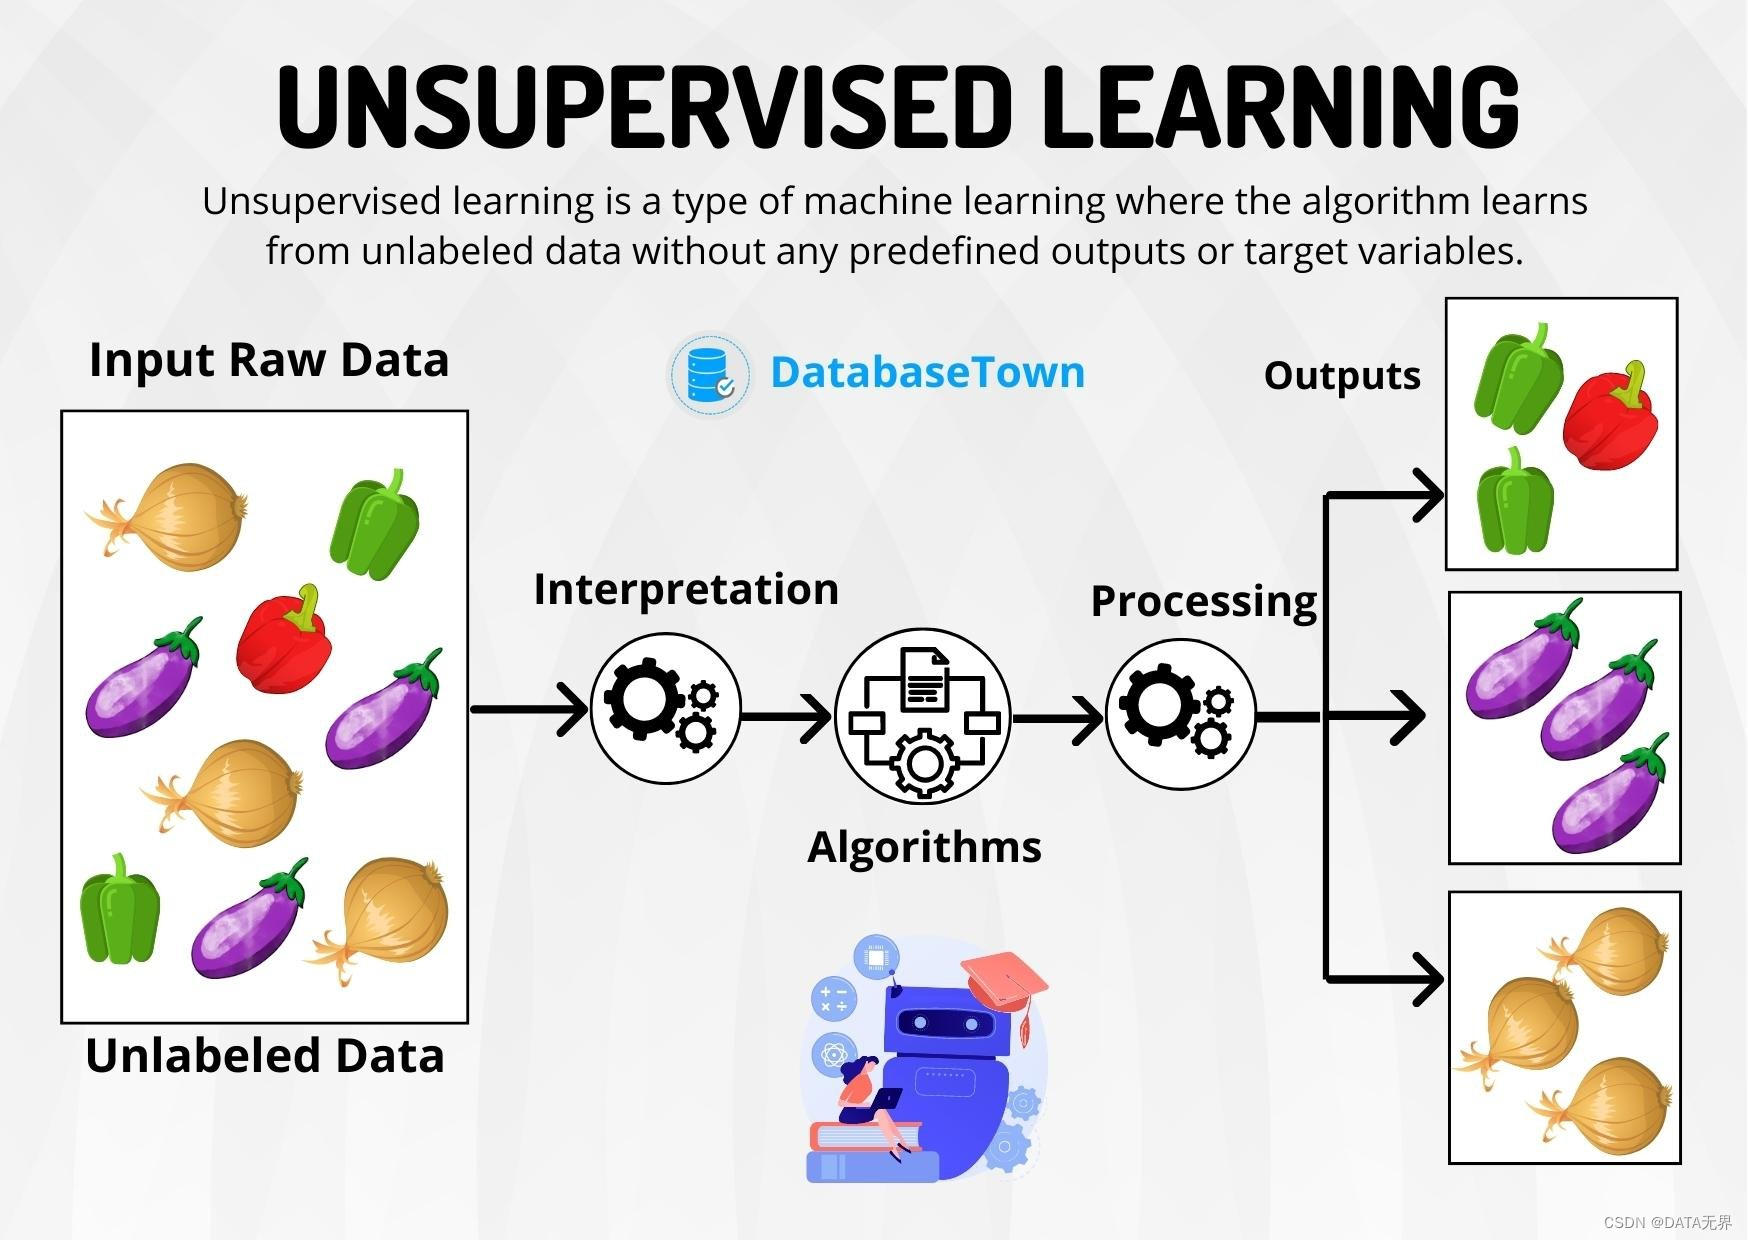 UNSUPERVISED LEARNING
Unsupervised learning is a type of machine learning where the algorithm learns
from unlabeled data without any predefined outputs or target variables.
Input Raw Data
DatabaseTown
Outputs
Interpretation
Processing
Algorithms
Unlabeled Data
CSDN @DATA无界